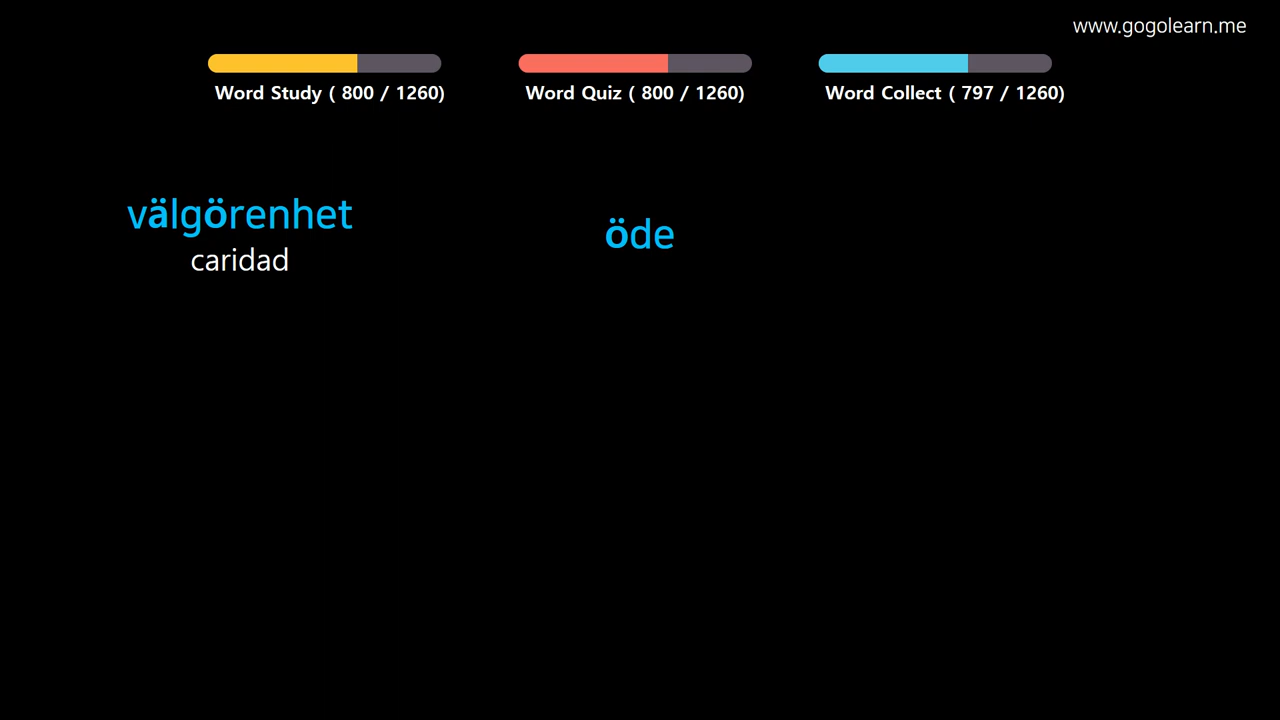 www.gogolearn.me
Word Study ( 800 / 1260)
Word Quiz ( 800 / 1260)
Word Collect ( 797 / 1260)
välgörenhet
caridad
öde